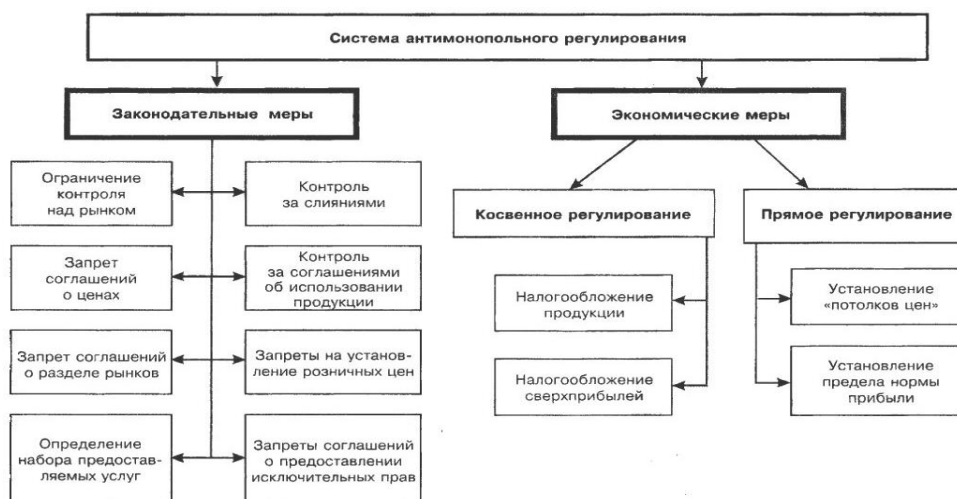 Система антимонопольного регулирования
Законодательные меры
Экономические меры
Ограничение
контроля
над рынком
Контроль
за слияниями
Косвенное регулирование
Прямое регулирование
Запрет
соглашений
о ценах
Контроль
за соглашениями
об использовании
продукции
Налогообложение
продукции
Установление
«потолков цен»
Запрет соглашений
о разделе рынков
Запреты на установ-
ление розничных цен
Налогообложение
сверхприбылей
Установление
предела нормы
прибыли
Определение
набора предостав-
ляемых услуг
Запреты соглашений
о предоставлении
исключительных прав